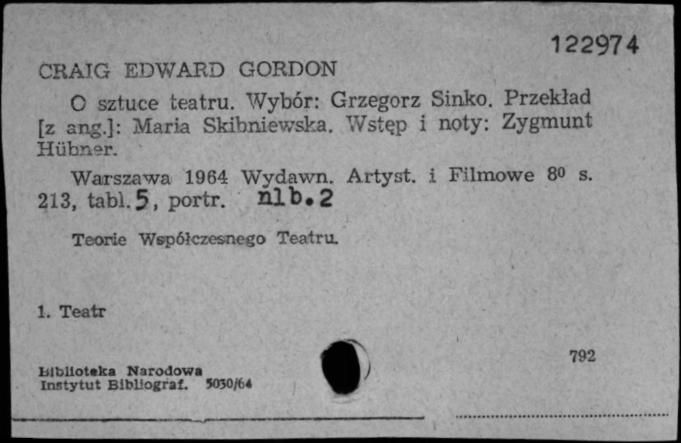 122974
CRAIG EDWARD GORDON
O sztuce teatru. Wybór: Grzegorz Sinko. Przekład
[z ang.]: Maria Skibniewska. Wstęp i noty: Zygmunt
Hübner.
Warszawa 1964 Wydawn. Artyst. i Filmowe 8⁰ s.
213, tabl. 5, portr. nlb. 2
Teorie Współczesnego Teatru.
1. Teatr
792
Biblioteka Narodowa
Instytut Bibliograf. 5030/64